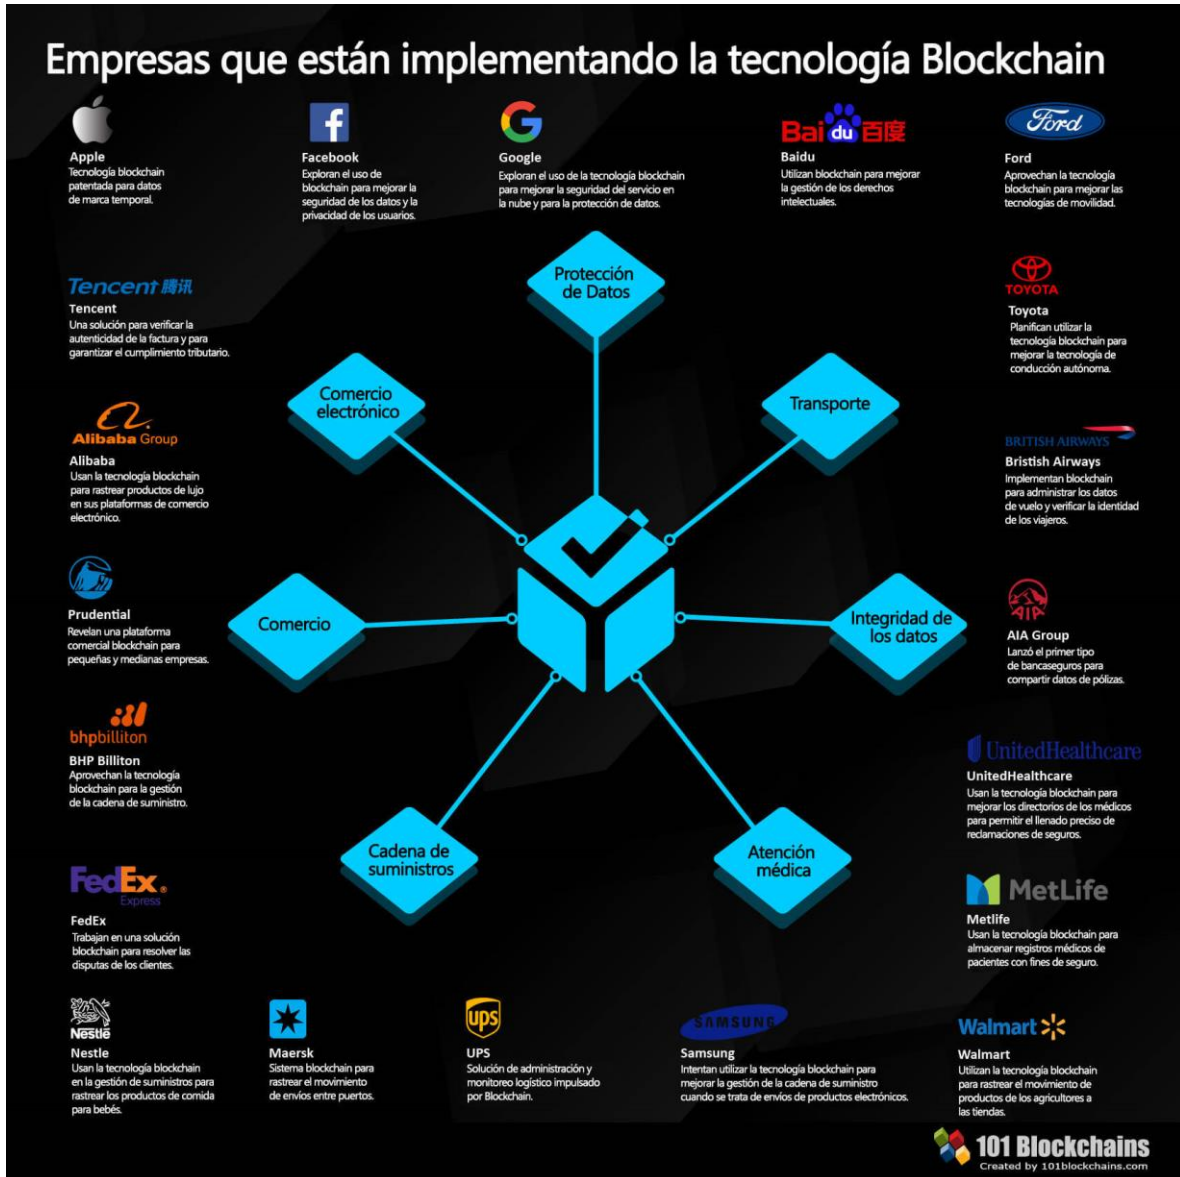 Empresas que están implementando la tecnología Blockchain
Apple
Tecnología blockchain
patentada para datos
de marca temporal.
Facebook
Exploran el uso de
blockchain para mejorar la
seguridad de los datos y la
privacidad de los usuarios.
Google
Exploran el uso de la tecnología blockchain
para mejorar la seguridad del servicio en
la nube y para la protección de datos.
Bai du 百度
Baidu
Utilizan blockchain para mejorar
la gestión de los derechos
intelectuales.
Ford
Ford
Aprovechan la tecnología
blockchain para mejorar las
tecnologías de movilidad.
Tencent 腾讯
Tencent
Una solución para verificar la
autenticidad de la factura y para
garantizar el cumplimiento tributario.
Protección
de Datos
TOYOTA
Toyota
Planifican utilizar la
tecnología blockchain para
mejorar la tecnología de
conducción autónoma.
Comercio
electrónico
Transporte
Alibaba Group
Alibaba
Usan la tecnología blockchain
para rastrear productos de lujo
en sus plataformas de comercio
electrónico.
BRITISH AIRWAYS
Bristish Airways
Implementan blockchain
para administrar los datos
de vuelo y verificar la identidad
de los viajeros.
Prudential
Revelan una plataforma
comercial blockchain para
pequeñas y medianas empresas.
Comercio
Integridad de
los datos
AIA
AIA Group
Lanzó el primer tipo
de bancaseguros para
compartir datos de pólizas.
bhpbilliton
BHP Billiton
Aprovechan la tecnología
blockchain para la gestión
de la cadena de suministro.
UnitedHealthcare
UnitedHealthcare
Usan la tecnología blockchain para
mejorar los directorios de los médicos
para permitir el llenado preciso de
reclamaciones de seguros.
Cadena de
suministros
Atención
médica
FedEx
Express
FedEx
Trabajan en una solución
blockchain para resolver las
disputas de los clientes.
MetLife
Metlife
Usan la tecnología blockchain para
almacenar registros médicos de
pacientes con fines de seguro.
Nestlé
Nestle
Usan la tecnología blockchain
en la gestión de suministros para
rastrear los productos de comida
para bebés.
Maersk
Sistema blockchain para
rastrear el movimiento
de envíos entre puertos.
ups
UPS
Solución de administración y
monitoreo logístico impulsado
por Blockchain.
SAMSUNG
Samsung
Intentan utilizar la tecnología blockchain para
mejorar la gestión de la cadena de suministro
cuando se trata de envíos de productos electrónicos.
Walmart
Walmart
Utilizan la tecnología blockchain
para rastrear el movimiento de
productos de los agricultores a
las tiendas.
101 Blockchains
Created by 101blockchains.com